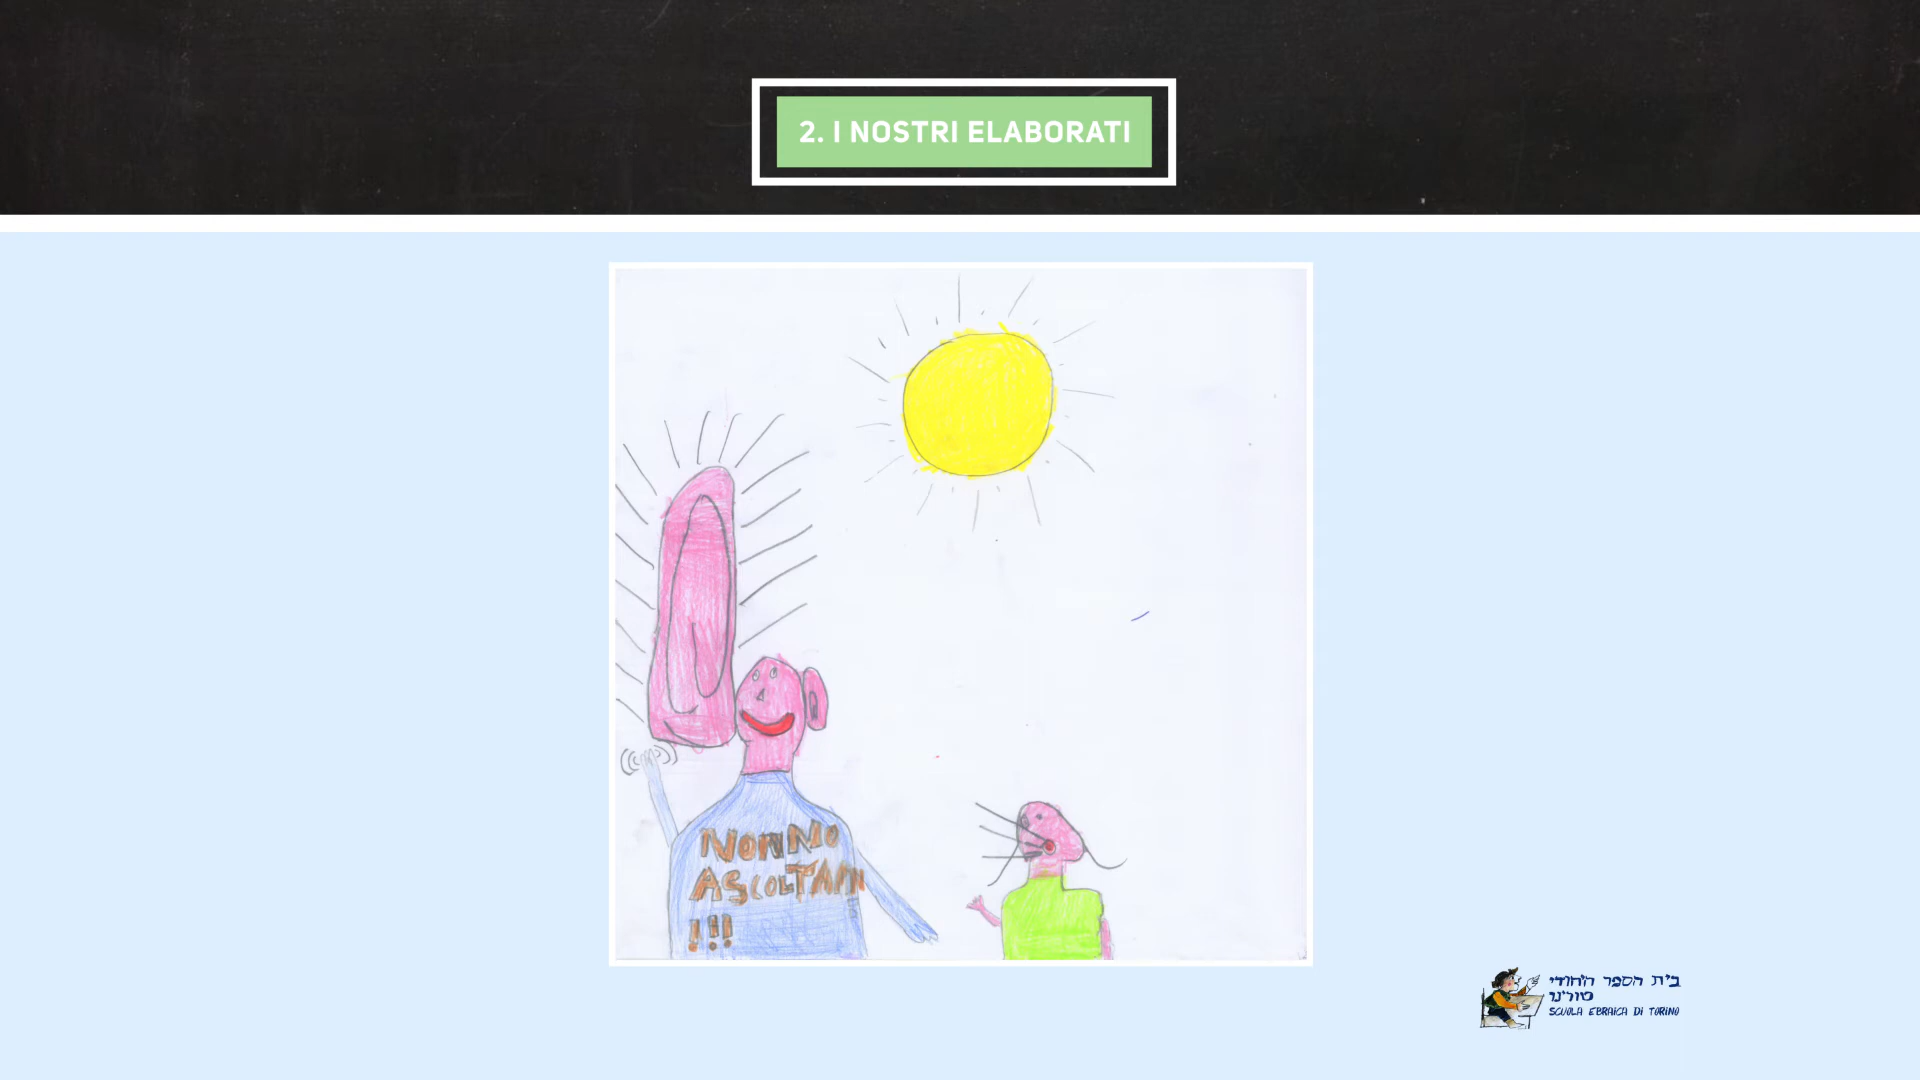 2. I NOSTRI ELABORATI
NONNO
ASCOLTAMI
!!!
בית הספר היהודי
טורינו
SCUOLA EBRAICA DI TORINO